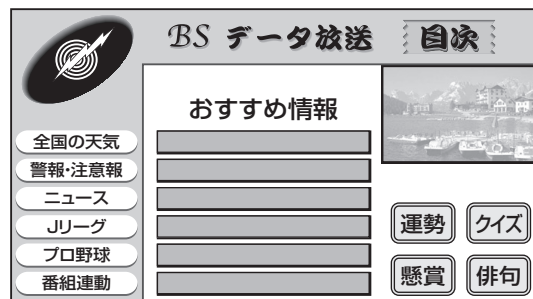 BS データ放送 目次
おすすめ情報
全国の天気
警報・注意報
ニュース
Jリーグ
プロ野球
番組連動
運勢 クイズ
懸賞 俳句